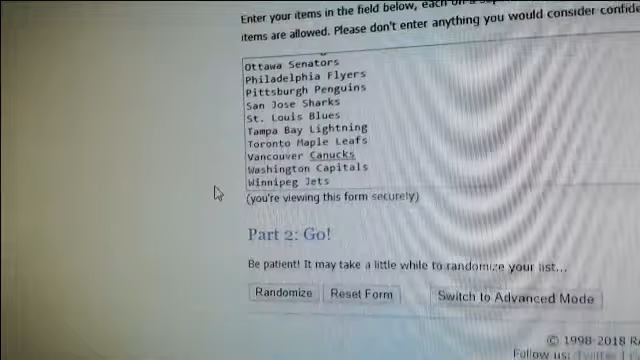 Enter your items in the field below, each on a
items are allowed. Please don't enter anything you would consider
Ottawa Senators
Philadelphia Flyers
Pittsburgh Penguins
San Jose Sharks
St. Louis Blues
Tampa Bay Lightning
Toronto Maple Leafs
Vancouver Canucks
Washington Capitals
Winnipeg Jets
(you're viewing this form securely)
Part 2: Go!
Be patient! It may take a little while to randomize your list...
Randomize Reset Form Switch to Advanced Mode
© 1998-2018
Follow us: Twitter